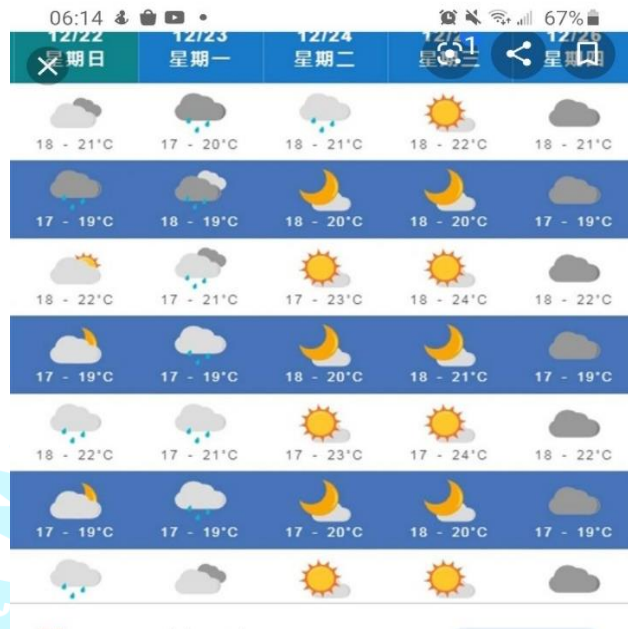 06:14 67%
12/22 12/23 12/24 12/26
星期日 星期一 星期二 1 三 星期四
18 - 21°C 17 - 20°C 18 - 21°C 18 - 22°C 18 - 21°C
17 - 19°C 18 - 19°C 18 - 20°C 18 - 20°C 17 - 19°C
18 - 22°C 17 - 21°C 17 - 23°C 18 - 24°C 18 - 22°C
17 - 19°C 17 - 19°C 18 - 20°C 18 - 21°C 17 - 19°C
18 - 22°C 17 - 21°C 17 - 23°C 17 - 24°C 18 - 22°C
17 - 19°C 17 - 19°C 17 - 20°C 18 - 20°C 17 - 19°C